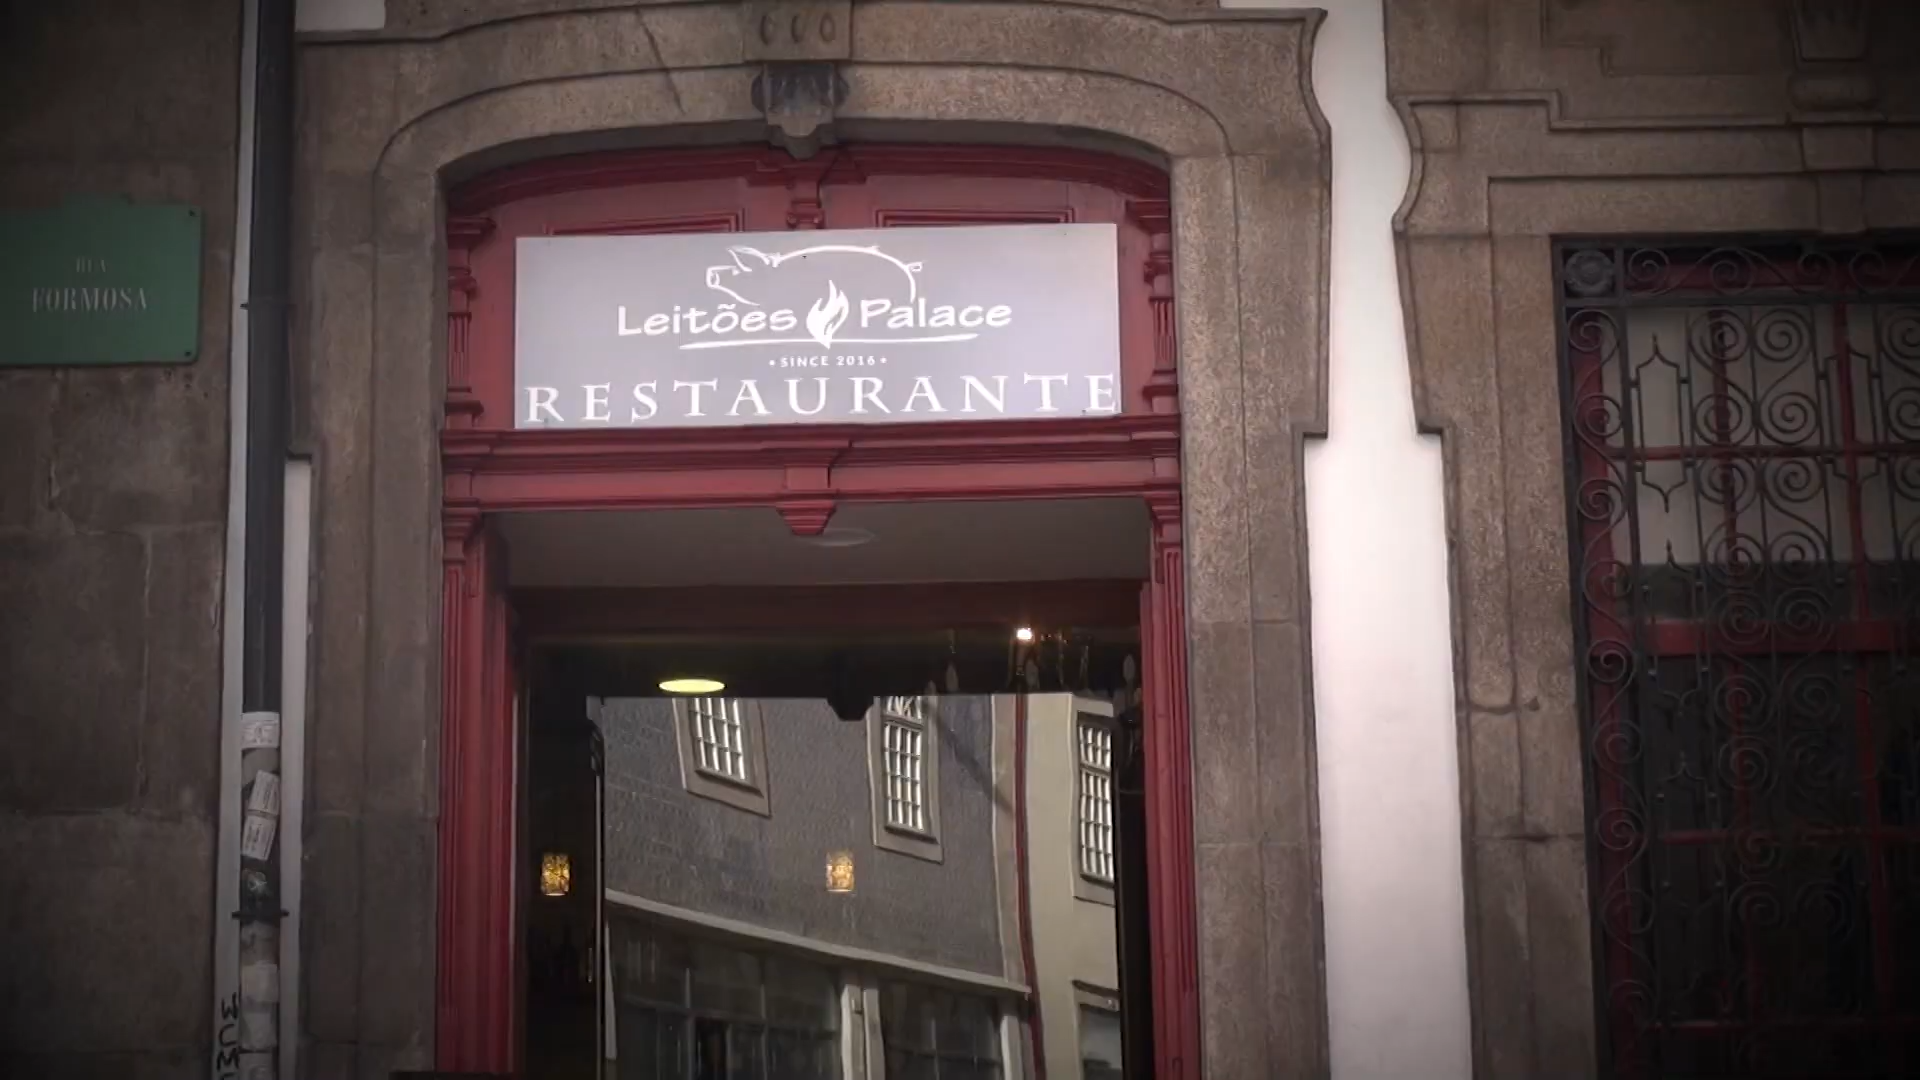 RUA
FORMOSA
Leitões Palace
• SINCE 2016 •
RESTAURANTE